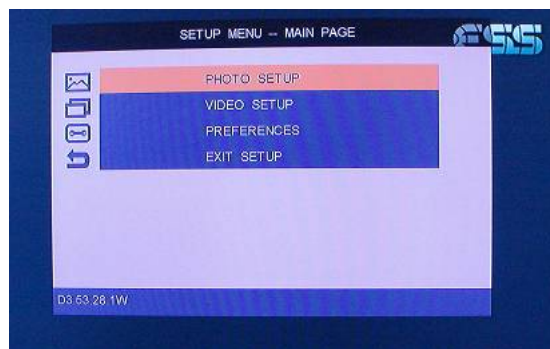 SETUP MENU -- MAIN PAGE
ESS
PHOTO SETUP
VIDEO SETUP
PREFERENCES
EXIT SETUP
D3.53.28.1W